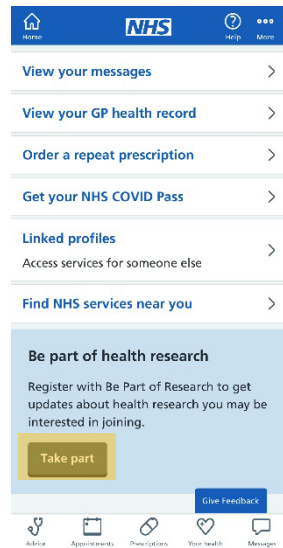 NHS
Home
Help
More
View your messages
View your GP health record
Order a repeat prescription
Get your NHS COVID Pass
Linked profiles
Access services for someone else
Find NHS services near you
Be part of health research
Register with Be Part of Research to get
updates about health research you may be
interested in joining.
Take part
Give Feedback
Advice
Appointments
Prescriptions
Your health
Messages